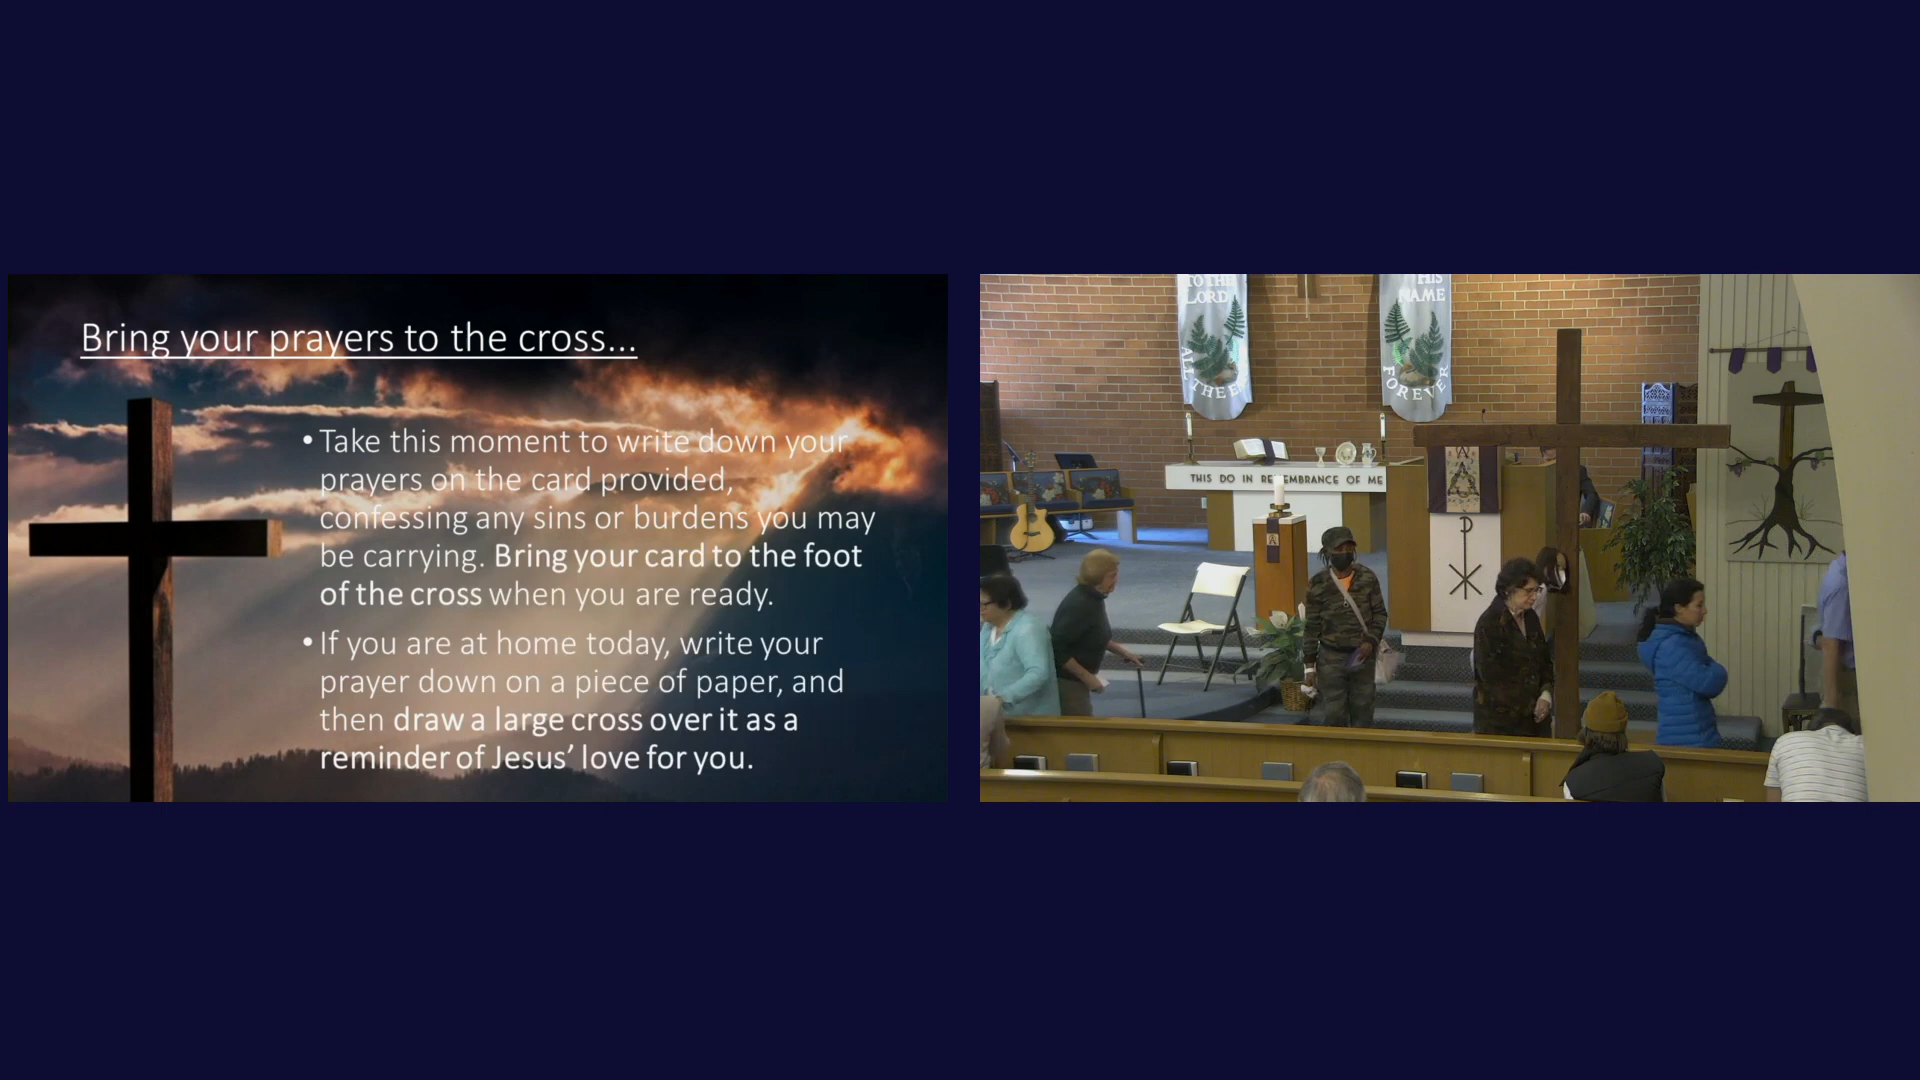 Bring your prayers to the cross...
• Take this moment to write down your
prayers on the card provided,
confessing any sins or burdens you may
be carrying. Bring your card to the foot
of the cross when you are ready.
• If you are at home today, write your
prayer down on a piece of paper, and
then draw a large cross over it as a
reminder of Jesus’ love for you.
TO THE
LORD
ALL THEE
HIS
NAME
FOREVER
THIS DO IN REMEMBRANCE OF ME